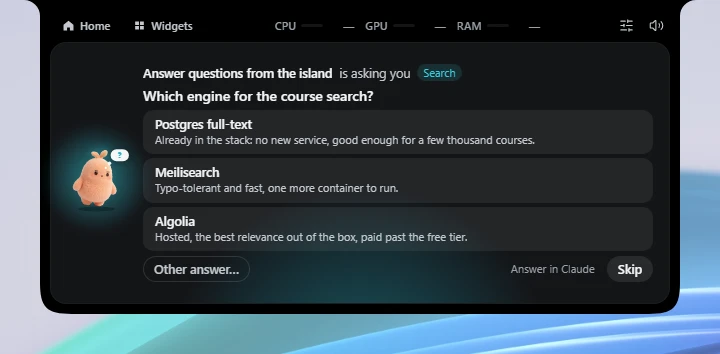 Home Widgets CPU — GPU — RAM —
Answer questions from the island is asking you Search
Which engine for the course search?
?
Postgres full-text
Already in the stack: no new service, good enough for a few thousand courses.
Meilisearch
Typo-tolerant and fast, one more container to run.
Algolia
Hosted, the best relevance out of the box, paid past the free tier.
Other answer... Answer in Claude Skip